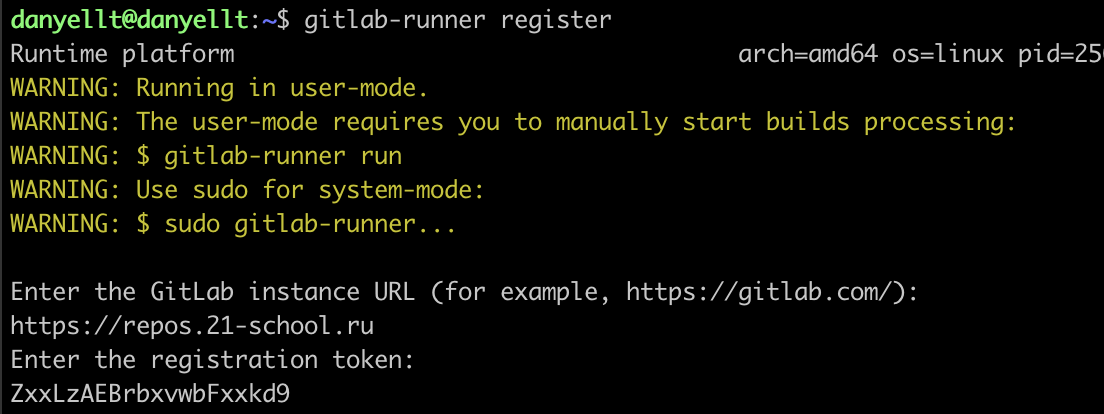 danyellt@danyellt:~$ gitlab-runner register
Runtime platform arch=amd64 os=linux pid=250
WARNING: Running in user-mode.
WARNING: The user-mode requires you to manually start builds processing:
WARNING: $ gitlab-runner run
WARNING: Use sudo for system-mode:
WARNING: $ sudo gitlab-runner...
Enter the GitLab instance URL (for example, https://gitlab.com/):
https://repos.21-school.ru
Enter the registration token:
ZxxLzAEBrbxvwbFxxkd9